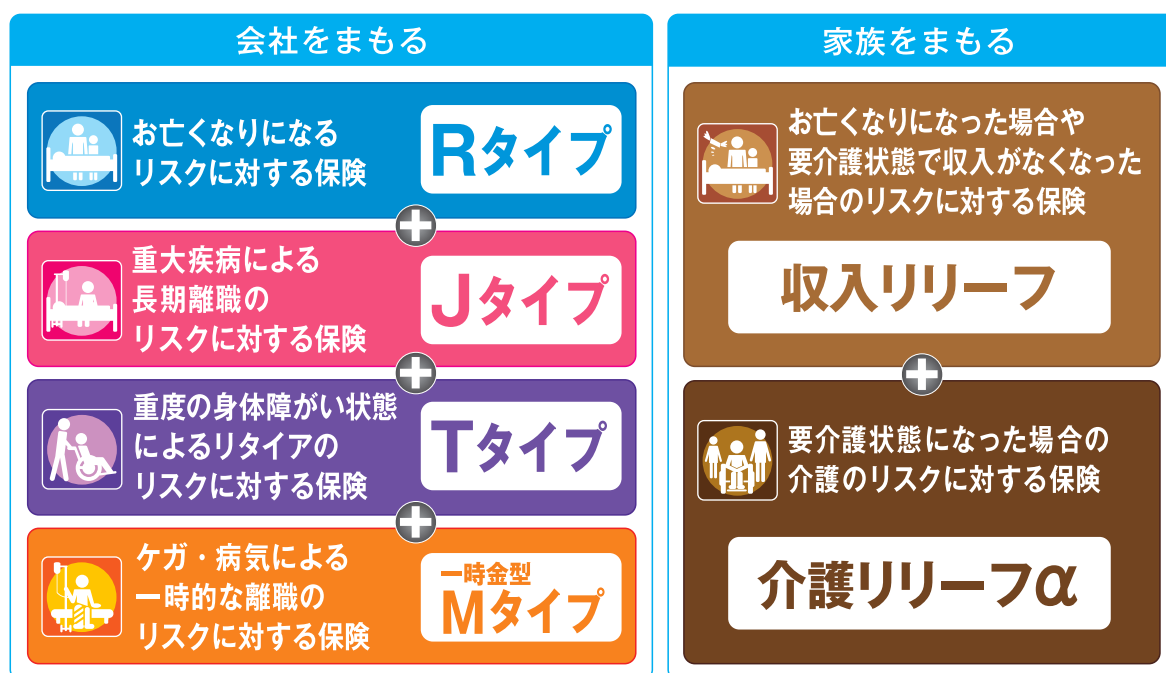 会社をまもる
お亡くなりになる
リスクに対する保険
Rタイプ
重大疾病による
長期離職の
リスクに対する保険
Jタイプ
重度の身体障がい状態
によるリタイアの
リスクに対する保険
Tタイプ
ケガ・病気による
一時的な離職の
リスクに対する保険
一時金型
Mタイプ
家族をまもる
お亡くなりになった場合や
要介護状態で収入がなくなった
場合のリスクに対する保険
収入リリーフ
要介護状態になった場合の
介護のリスクに対する保険
介護リリーフα